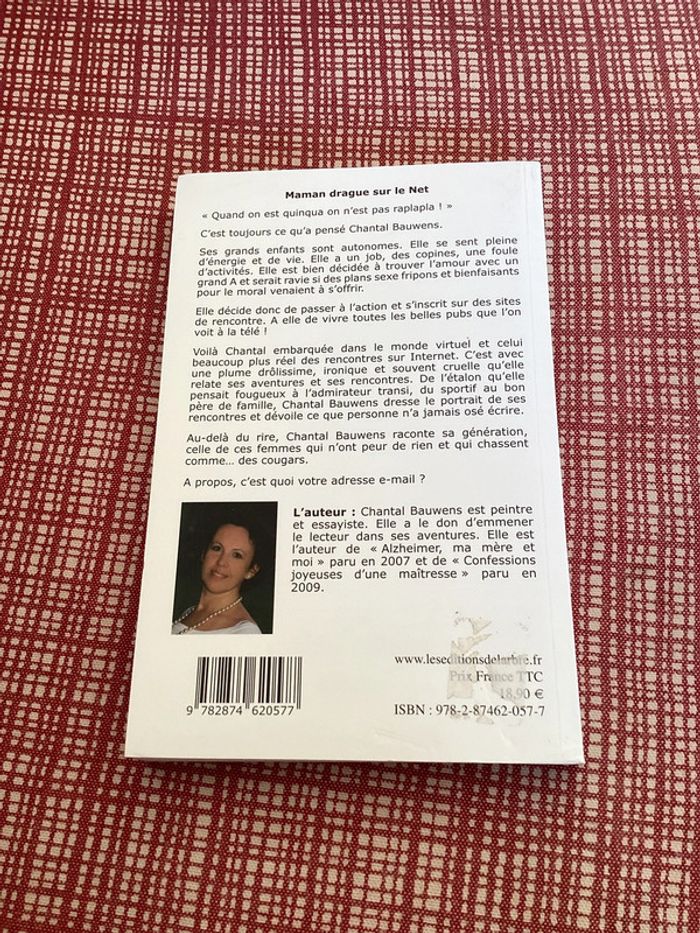 Maman drague sur le Net
« Quand on est quinqua on n'est pas raplapla ! »
C'est toujours ce qu'a pensé Chantal Bauwens.
Ses grands enfants sont autonomes. Elle se sent pleine
d'énergie et de vie. Elle a un job, des copines, une foule
d'activités. Elle est bien décidée à trouver l'amour avec un
grand A et serait ravie si des plans sexe fripons et bienfaisants
pour le moral venaient à s'offrir.
Elle décide donc de passer à l'action et s'inscrit sur des sites
de rencontre. A elle de vivre toutes les belles pubs que l'on
voit à la télé !
Voilà Chantal embarquée dans le monde virtuel et celui
beaucoup plus réel des rencontres sur Internet. C'est avec
une plume drôlissime, ironique et souvent cruelle qu'elle
relate ses aventures et ses rencontres. De l'étalon qu'elle
pensait fougueux à l'admirateur transi, du sportif au bon
père de famille, Chantal Bauwens dresse le portrait de ses
rencontres et dévoile ce que personne n'a jamais osé écrire.
Au-delà du rire, Chantal Bauwens raconte sa génération,
celle de ces femmes qui n'ont peur de rien et qui chassent
comme... des cougars.
A propos, c'est quoi votre adresse e-mail ?
L'auteur : Chantal Bauwens est peintre
et essayiste. Elle a le don d'emmener
le lecteur dans ses aventures. Elle est
l'auteur de « Alzheimer, ma mère et
moi » paru en 2007 et de « Confessions
joyeuses d'une maîtresse » paru en
2009.
www.leseditionsdelarbre.fr
Prix France TTC
18,90 €
ISBN : 978-2-87462-057-7
9 782874 620577